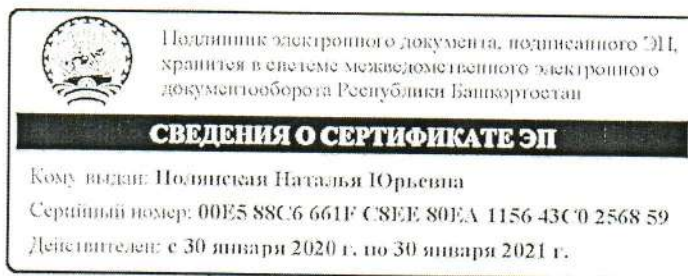 Подлинник электронного документа, подписанного ЭП,
хранится в системе межведомственного электронного
документооборота Республики Башкортостан
СВЕДЕНИЯ О СЕРТИФИКАТЕ ЭП
Кому выдан: Полянская Наталья Юрьевна
Серийный номер: 00E5 88C6 661F C8EE 80EA 1156 43C0 2568 59
Действителен: с 30 января 2020 г. по 30 января 2021 г.